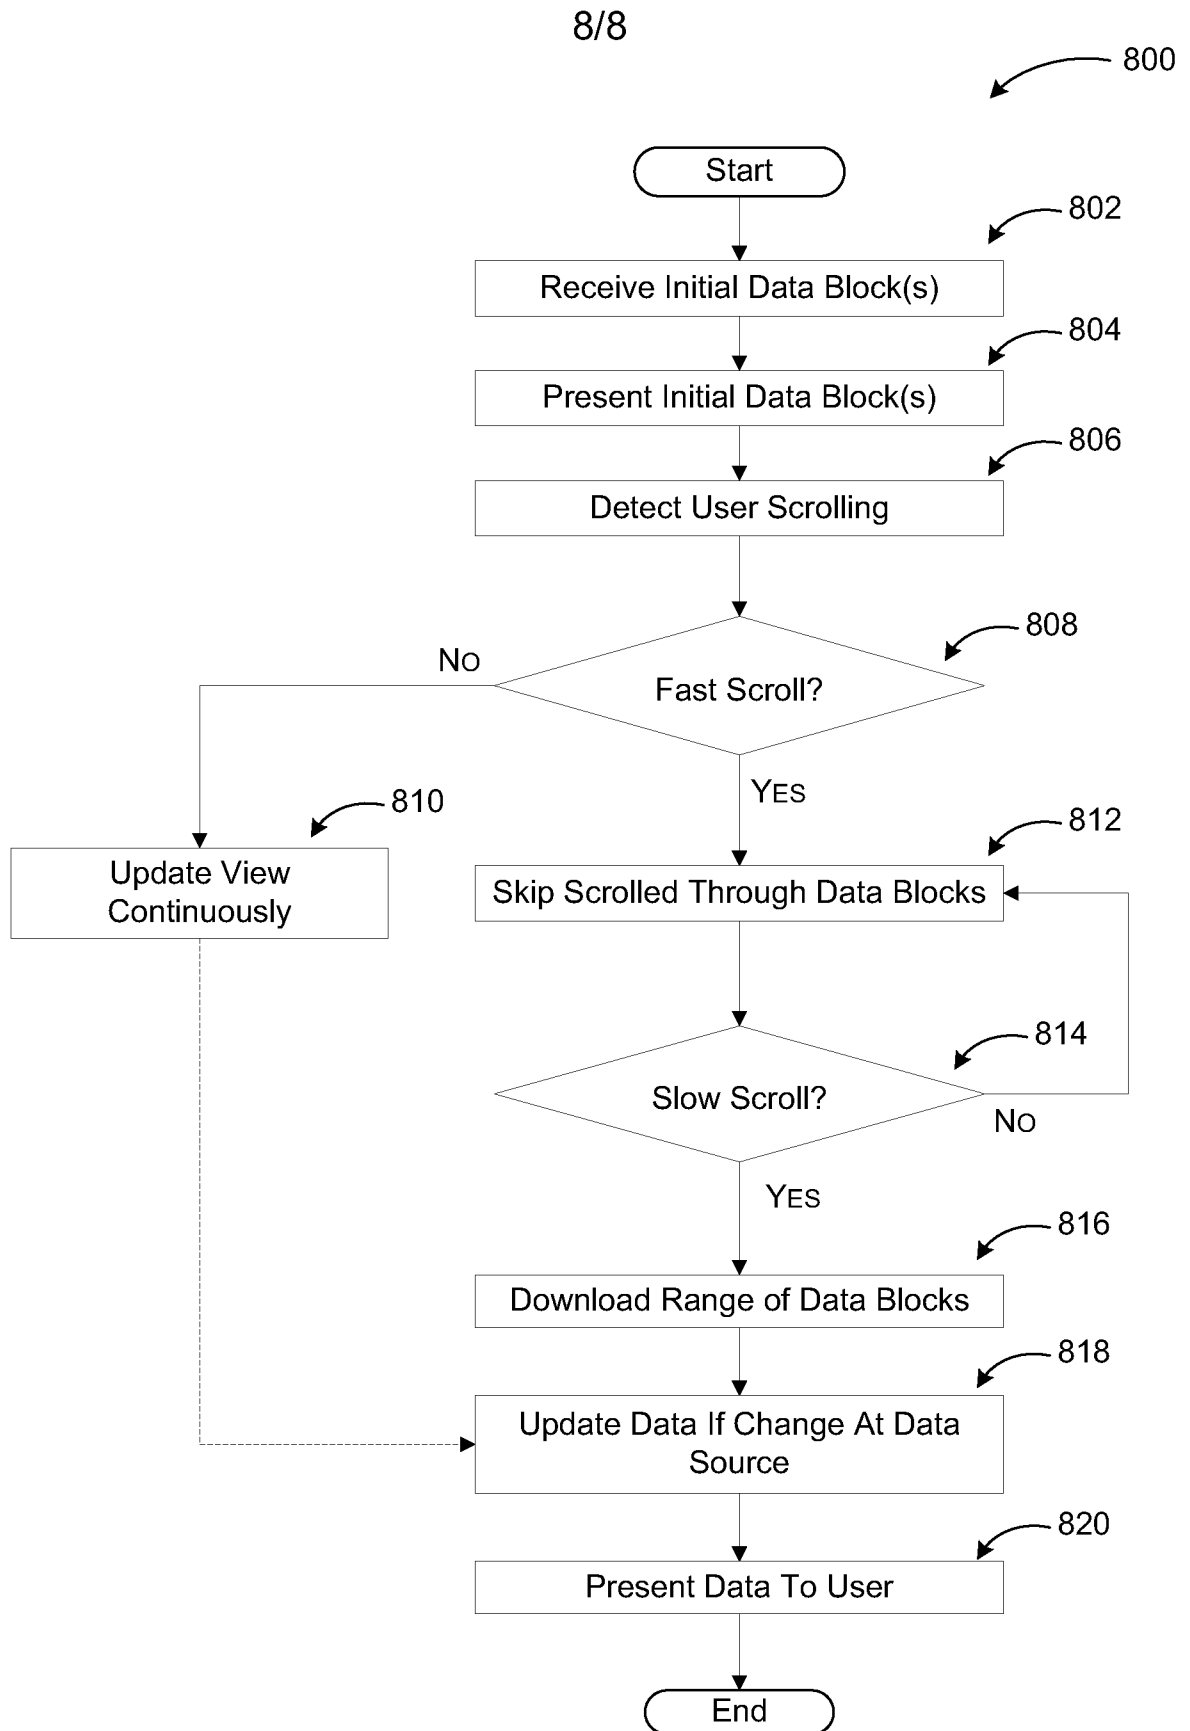 8/8
800
Start
802
Receive Initial Data Block(s)
804
Present Initial Data Block(s)
806
Detect User Scrolling
808
Fast Scroll?
NO
YES
810
Update View
Continuously
812
Skip Scrolled Through Data Blocks
814
Slow Scroll?
NO
YES
816
Download Range of Data Blocks
818
Update Data If Change At Data
Source
820
Present Data To User
End